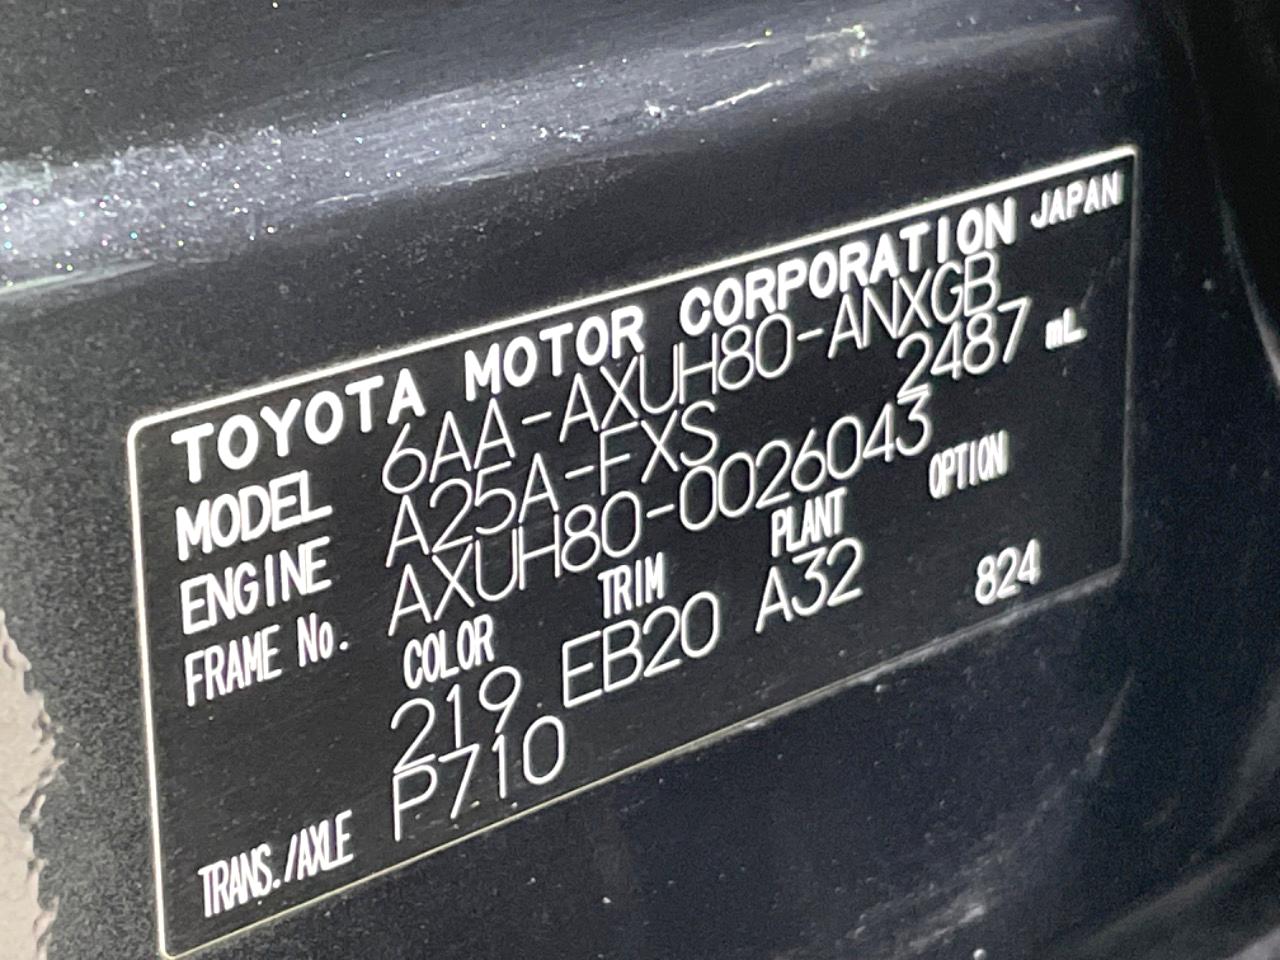 TOYOTA MOTOR CORPORATION JAPAN
MODEL 6AA-AXUH80-ANXGB
ENGINE A25A-FXS 2487 mL
FRAME No. AXUH80-0026043
COLOR TRIM PLANT OPTION
219 EB20 A32 824
TRANS./AXLE P710